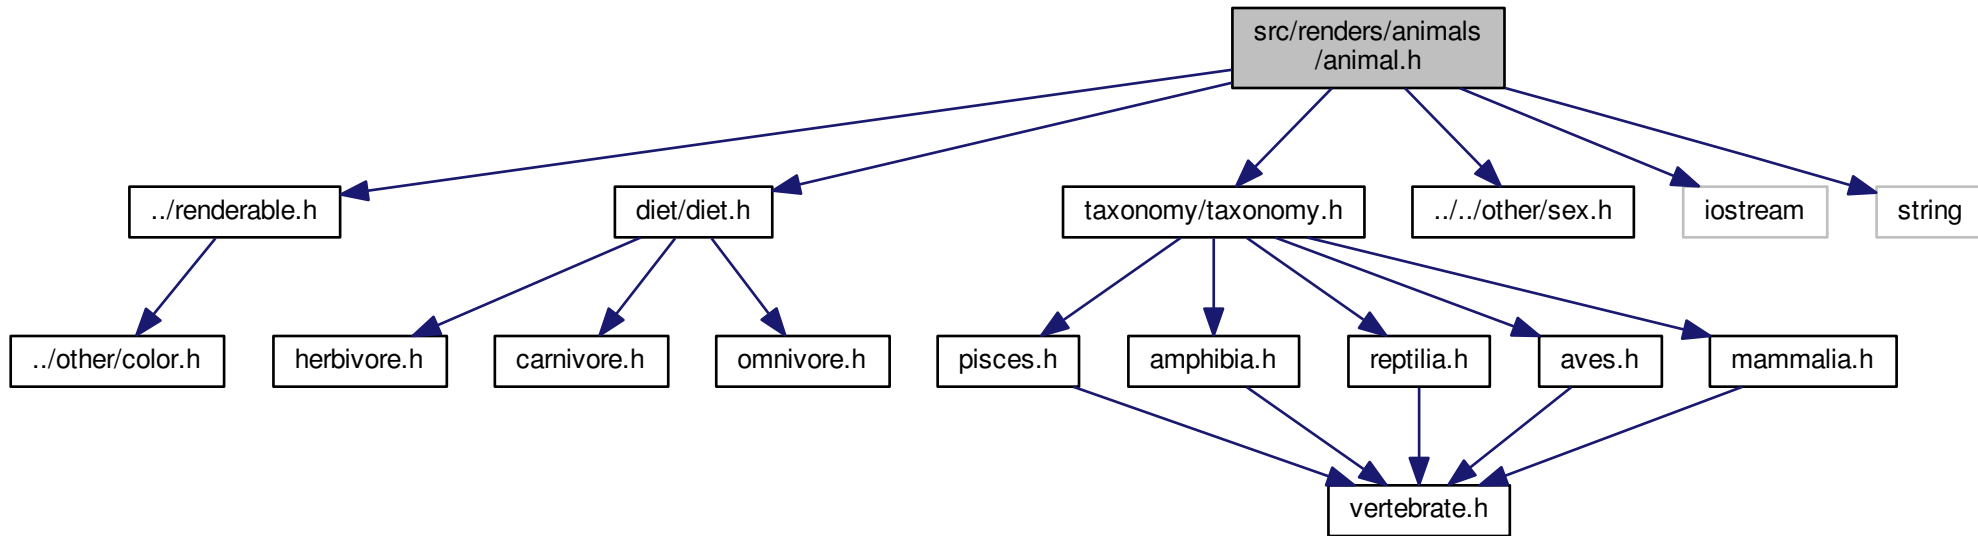 src/renders/animals
/animal.h
../renderable.h
diet/diet.h
taxonomy/taxonomy.h
../../other/sex.h
iostream
string
../other/color.h
herbivore.h
carnivore.h
omnivore.h
pisces.h
amphibia.h
reptilia.h
aves.h
mammalia.h
vertebrate.h